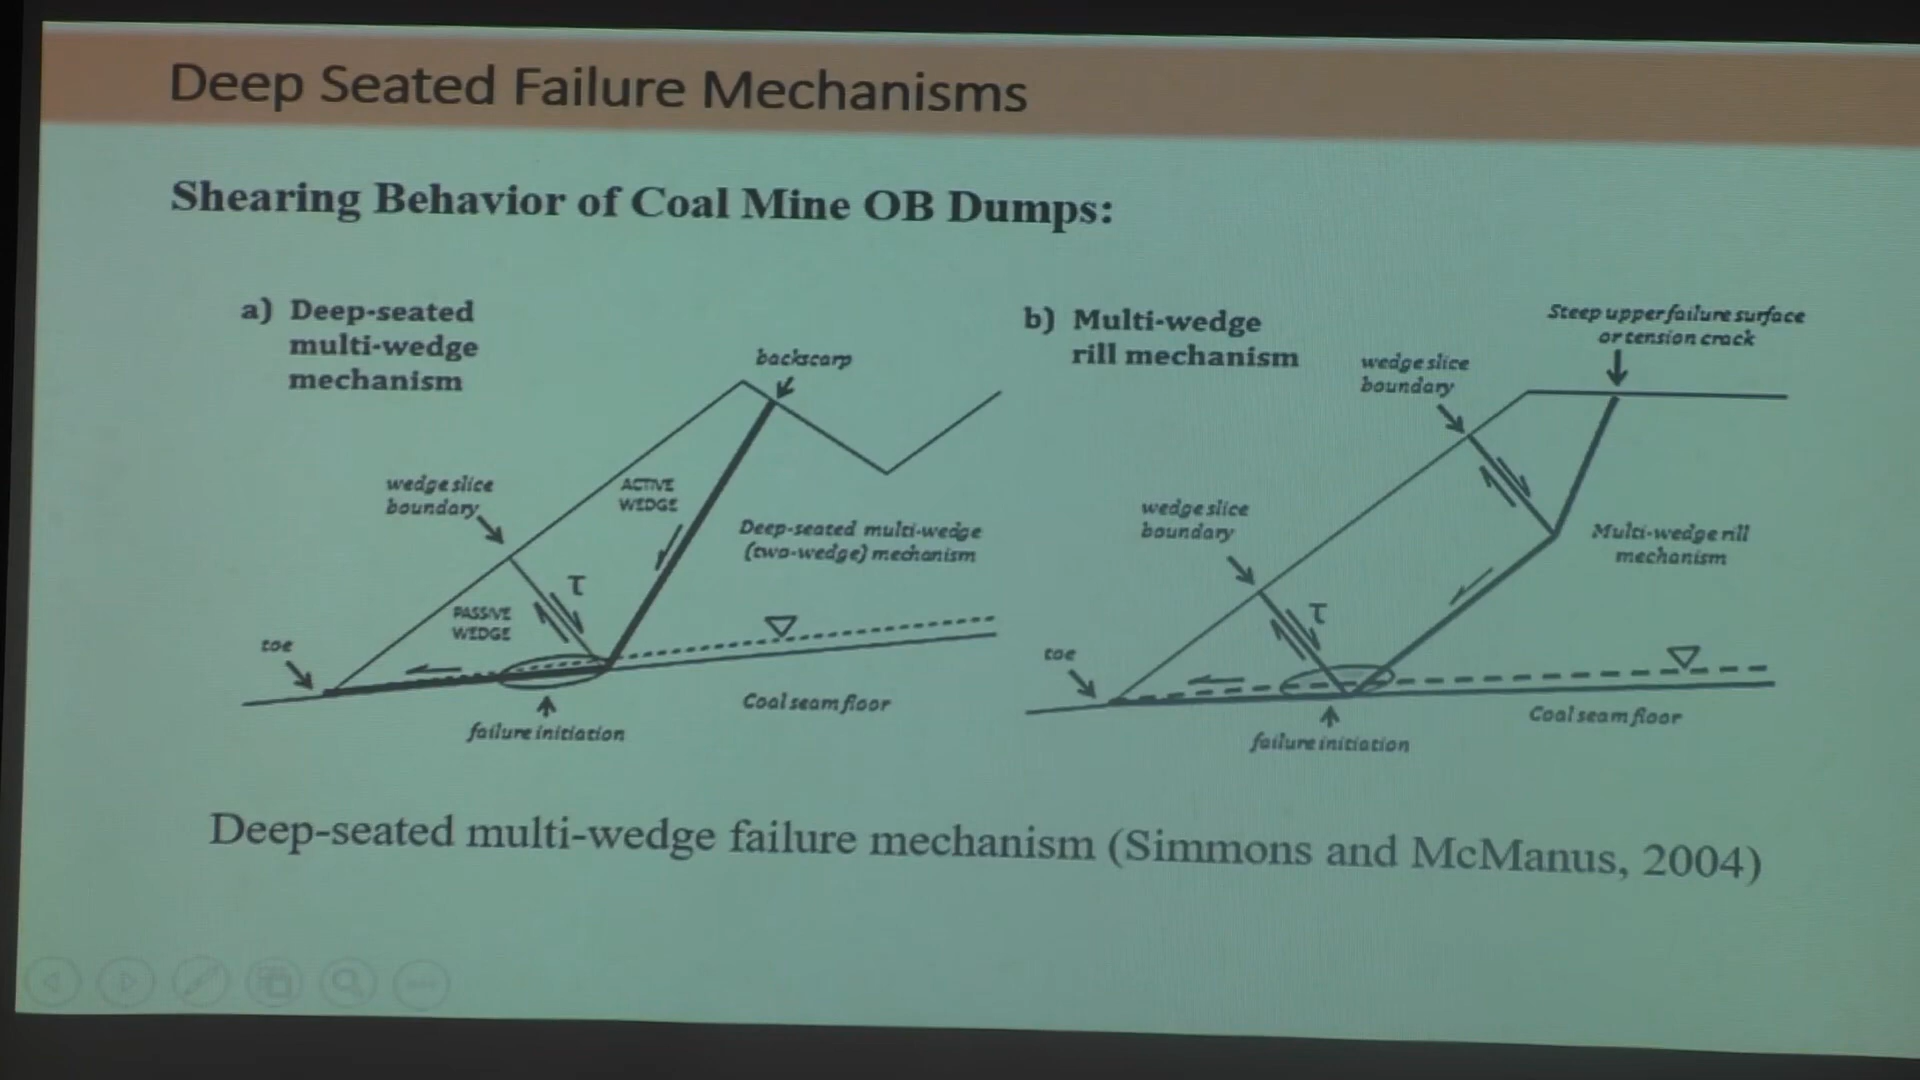 Deep Seated Failure Mechanisms
Shearing Behavior of Coal Mine OB Dumps:
a) Deep-seated
multi-wedge
mechanism
backscarp
wedge slice
boundary
ACTIVE
WEDGE
Deep-seated multi-wedge
(two-wedge) mechanism
τ
PASSIVE
WEDGE
toe
Coal seam floor
failure initiation
b) Multi-wedge
rill mechanism
Steep upper failure surface
or tension crack
wedge slice
boundary
wedge slice
boundary
Multi-wedge rill
mechanism
τ
toe
Coal seam floor
failure initiation
Deep-seated multi-wedge failure mechanism (Simmons and McManus, 2004)